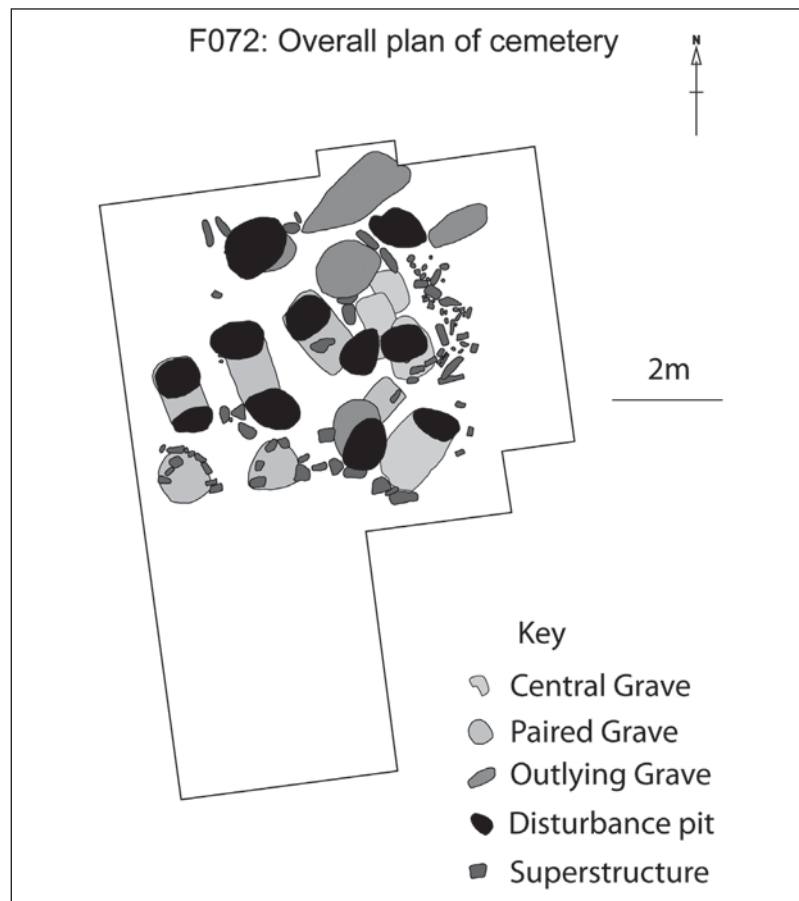 F072: Overall plan of cemetery
N
2m
Key
Central Grave
Paired Grave
Outlying Grave
Disturbance pit
Superstructure